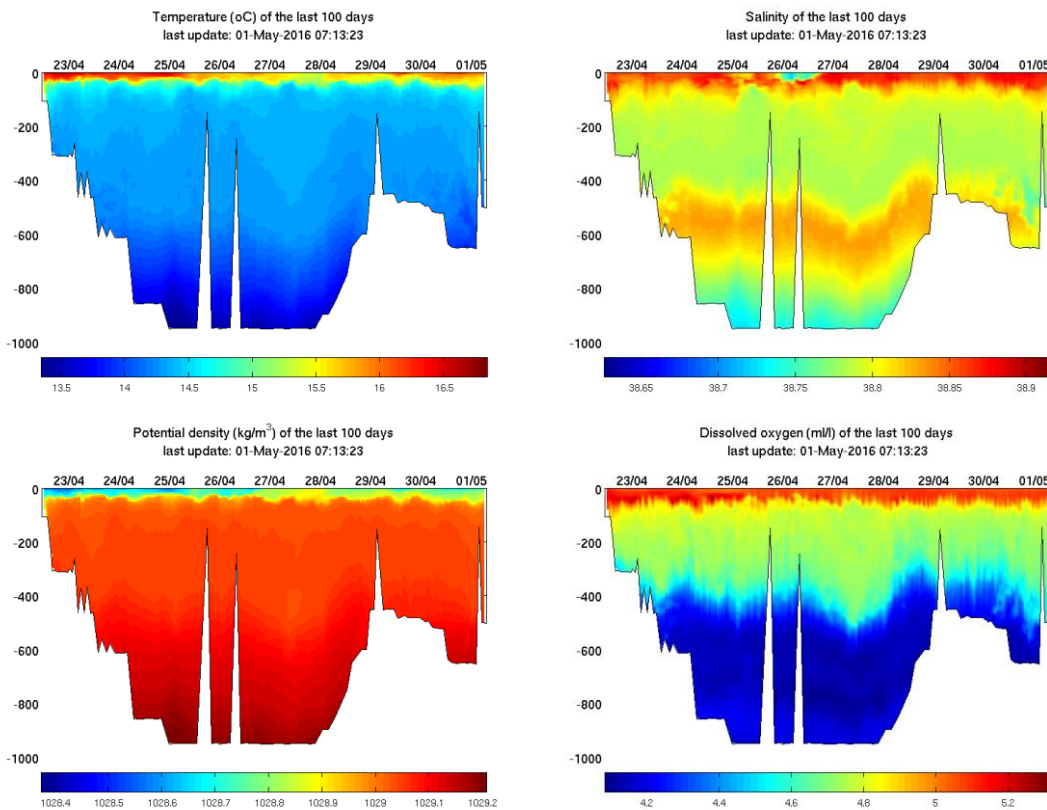 Temperature (oC) of the last 100 days
last update: 01-May-2016 07:13:23
23/04 24/04 25/04 26/04 27/04 28/04 29/04 30/04 01/05
0
-200
-400
-600
-800
-1000
13.5 14 14.5 15 15.5 16 16.5
Salinity of the last 100 days
last update: 01-May-2016 07:13:23
23/04 24/04 25/04 26/04 27/04 28/04 29/04 30/04 01/05
0
-200
-400
-600
-800
-1000
38.65 38.7 38.75 38.8 38.85 38.9
Potential density (kg/m³) of the last 100 days
last update: 01-May-2016 07:13:23
23/04 24/04 25/04 26/04 27/04 28/04 29/04 30/04 01/05
0
-200
-400
-600
-800
-1000
1028.4 1028.5 1028.6 1028.7 1028.8 1028.9 1029 1029.1 1029.2
Dissolved oxygen (ml/l) of the last 100 days
last update: 01-May-2016 07:13:23
23/04 24/04 25/04 26/04 27/04 28/04 29/04 30/04 01/05
0
-200
-400
-600
-800
-1000
4.2 4.4 4.6 4.8 5 5.2